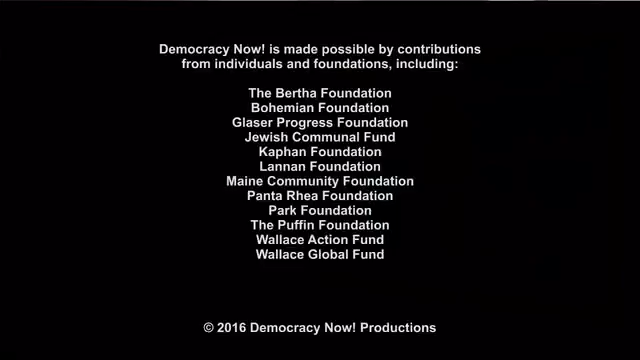 Democracy Now! is made possible by contributions
from individuals and foundations, including:
The Bertha Foundation
Bohemian Foundation
Glaser Progress Foundation
Jewish Communal Fund
Kaphan Foundation
Lannan Foundation
Maine Community Foundation
Panta Rhea Foundation
Park Foundation
The Puffin Foundation
Wallace Action Fund
Wallace Global Fund
© 2016 Democracy Now! Productions